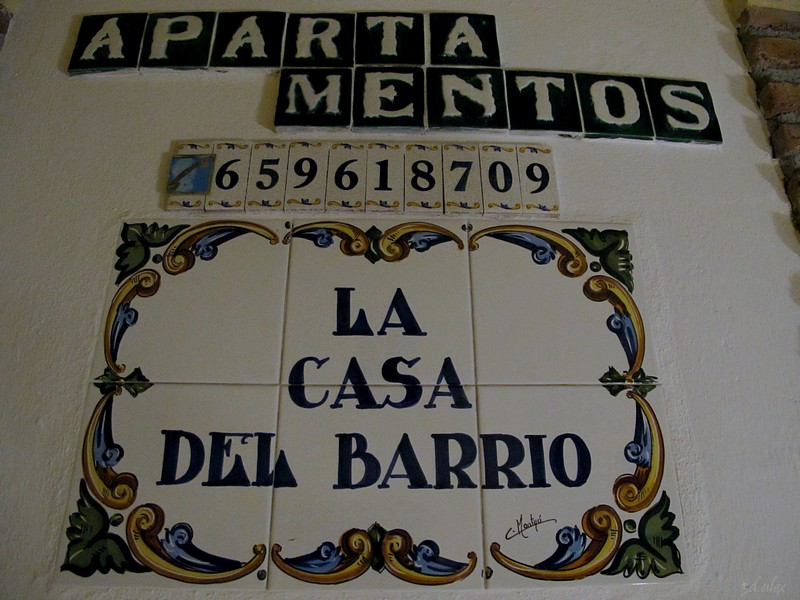 APARTA
MENTOS
659618709
LA
CASA
DEL BARRIO